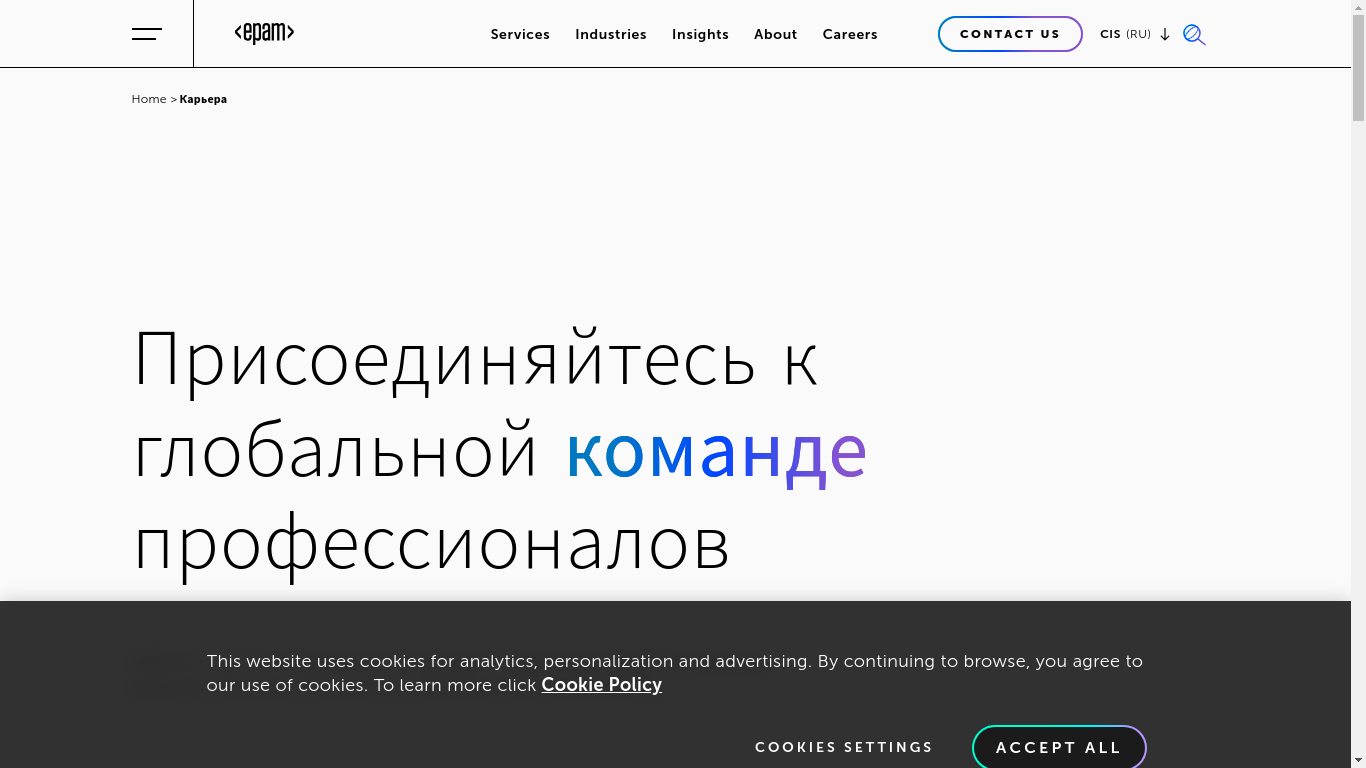 <epam>
Services Industries Insights About Careers
CONTACT US
CIS (RU)
Home > Карьера
Присоединяйтесь к
глобальной команде
профессионалов
This website uses cookies for analytics, personalization and advertising. By continuing to browse, you agree to
our use of cookies. To learn more click Cookie Policy
COOKIES SETTINGS
ACCEPT ALL